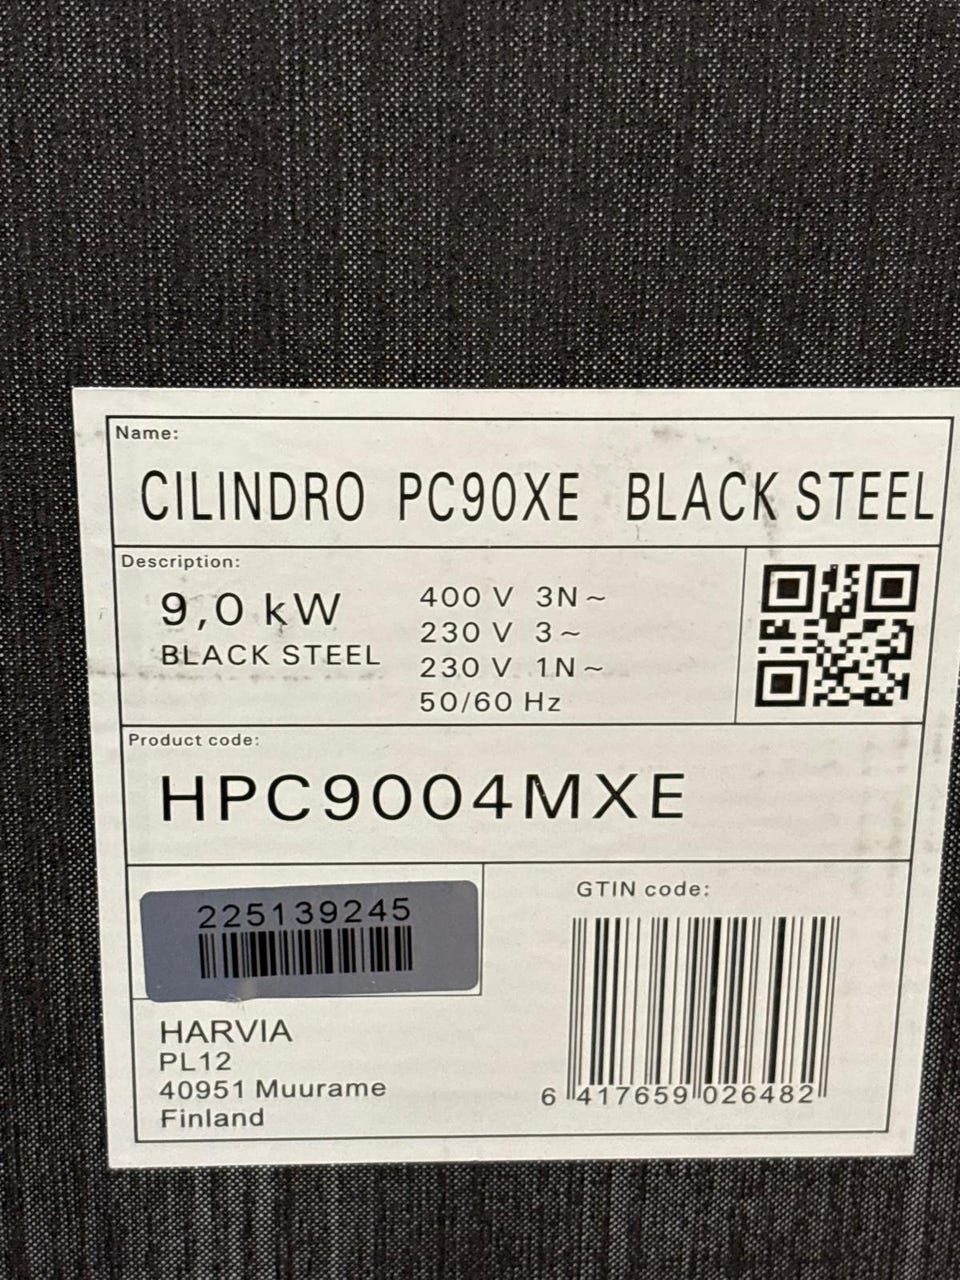 Name:
CILINDRO PC90XE BLACK STEEL
Description:
9,0 kW
BLACK STEEL
400 V 3N~
230 V 3~
230 V 1N~
50/60 Hz
Product code:
HPC9004MXE
225139245
HARVIA
PL12
40951 Muurame
Finland
GTIN code:
6 417659 026482